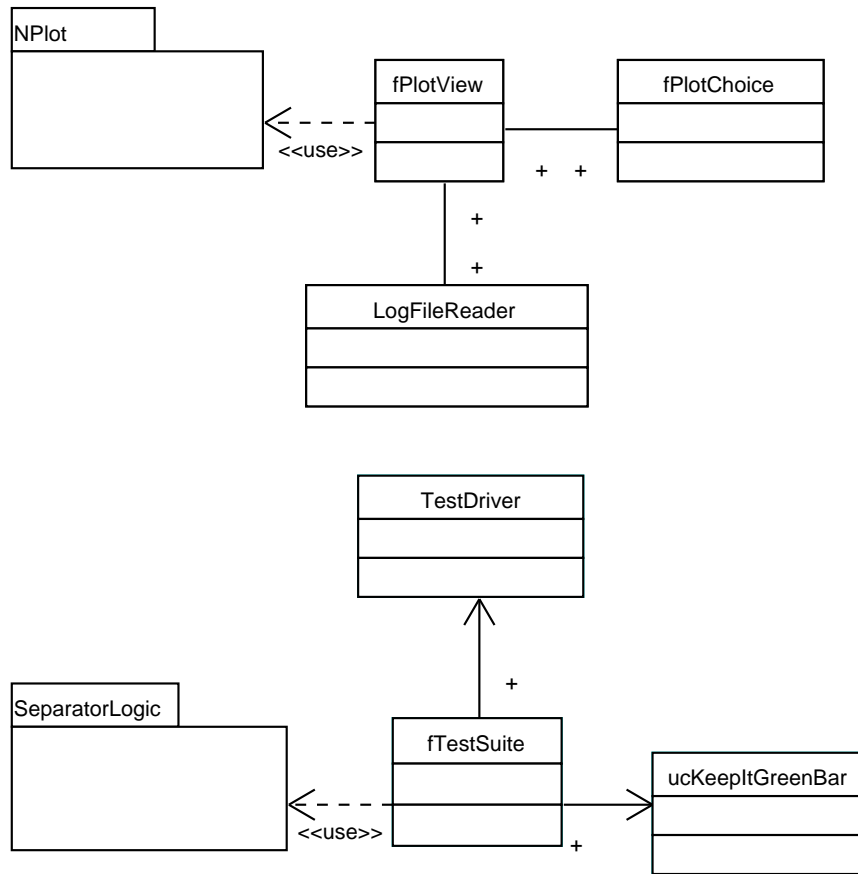 NPlot
fPlotView
fPlotChoice
<<use>>
+ +
+
+
LogFileReader
TestDriver
+
SeparatorLogic
fTestSuite
ucKeepItGreenBar
<<use>>
+